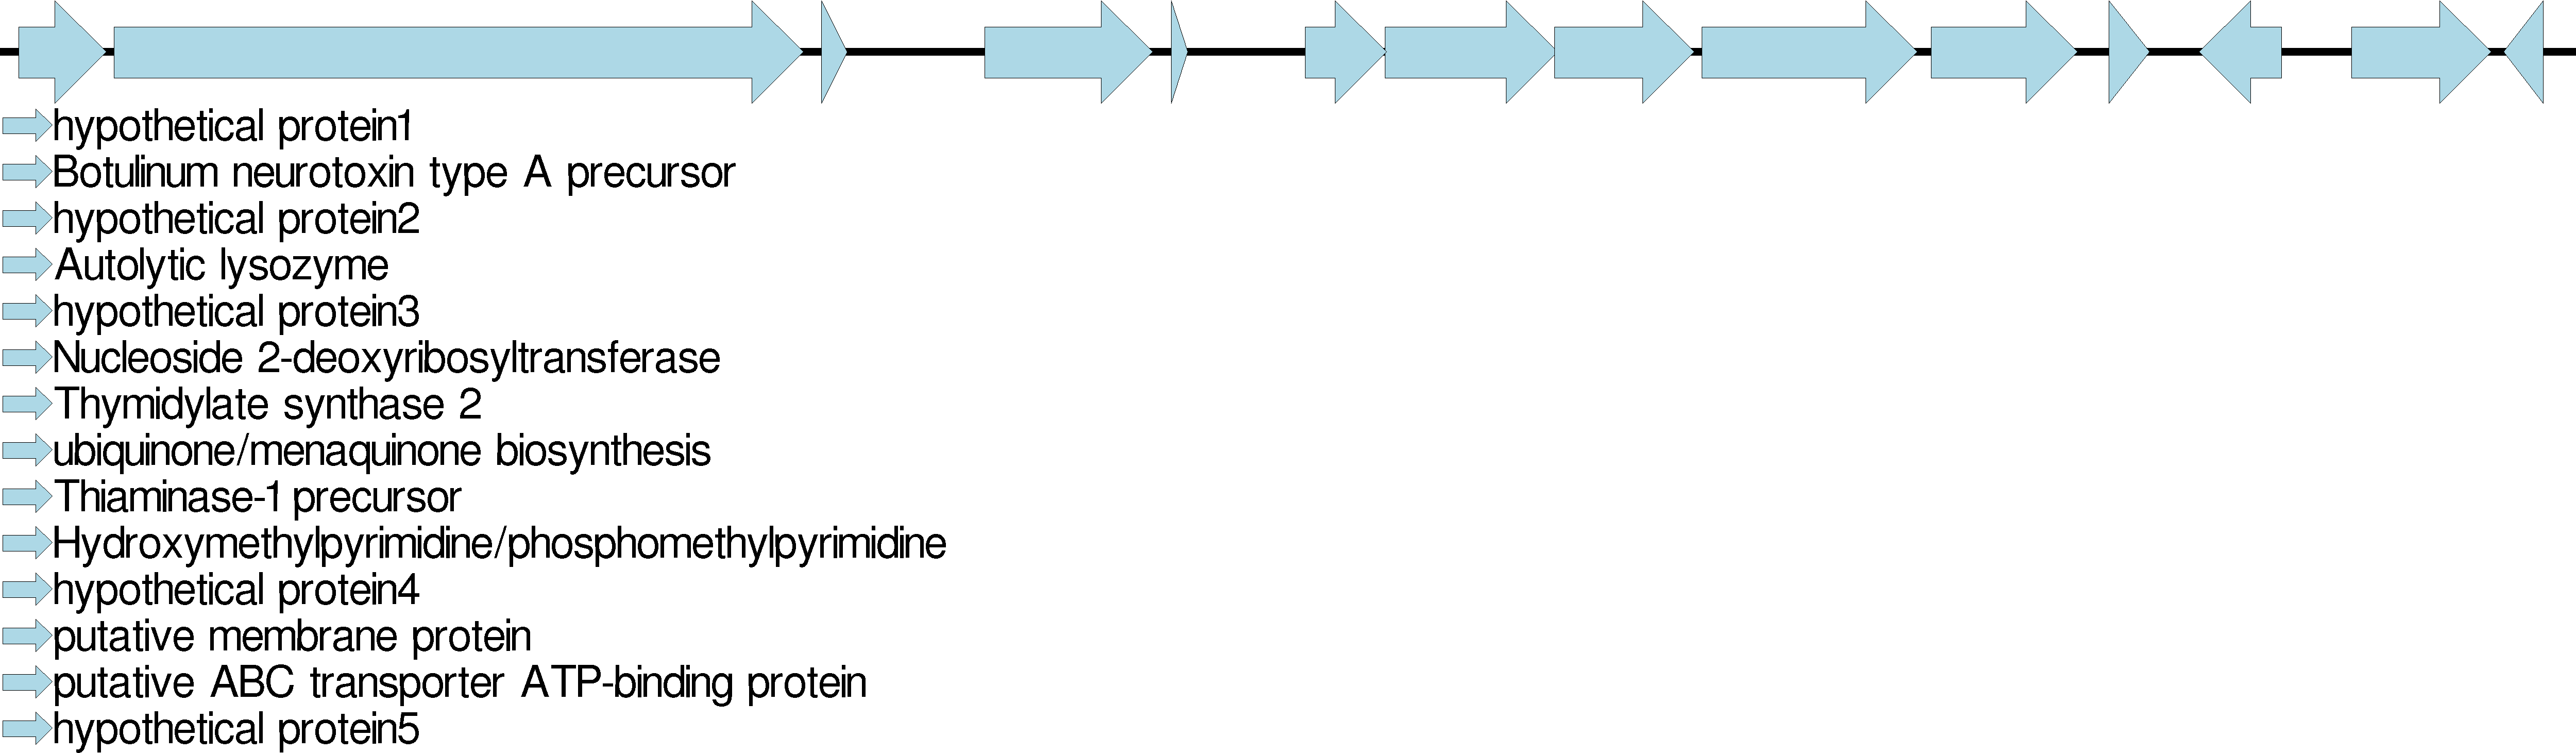 hypothetical protein1
Botulinum neurotoxin type A precursor
hypothetical protein2
Autolytic lysozyme
hypothetical protein3
Nucleoside 2-deoxyribosyltransferase
Thymidylate synthase 2
ubiquinone/menaquinone biosynthesis
Thiaminase-1 precursor
Hydroxymethylpyrimidine/phosphomethylpyrimidine
hypothetical protein4
putative membrane protein
putative ABC transporter ATP-binding protein
hypothetical protein5